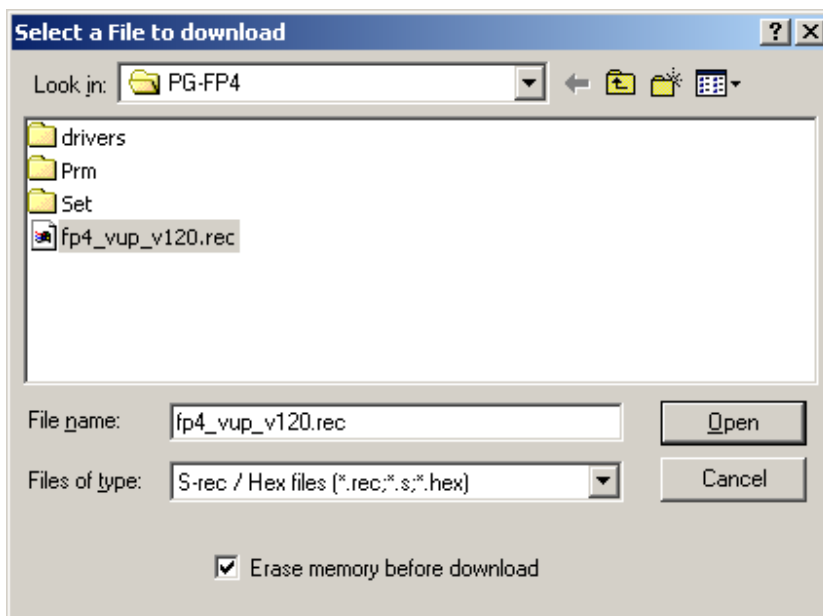 Select a File to download
Look in: PG-FP4
drivers
Prm
Set
fp4_vup_v120.rec
File name: fp4_vup_v120.rec Open
Files of type: S-rec / Hex files (*.rec;*.s;*.hex) Cancel
Erase memory before download